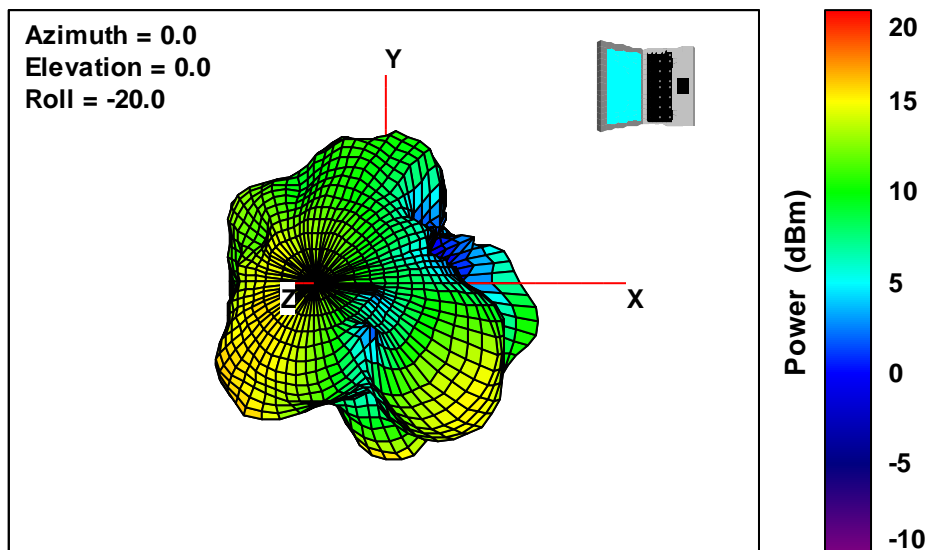 Azimuth = 0.0
Elevation = 0.0
Roll = -20.0
Y
X
Z
Power (dBm)
20
15
10
5
0
-5
-10